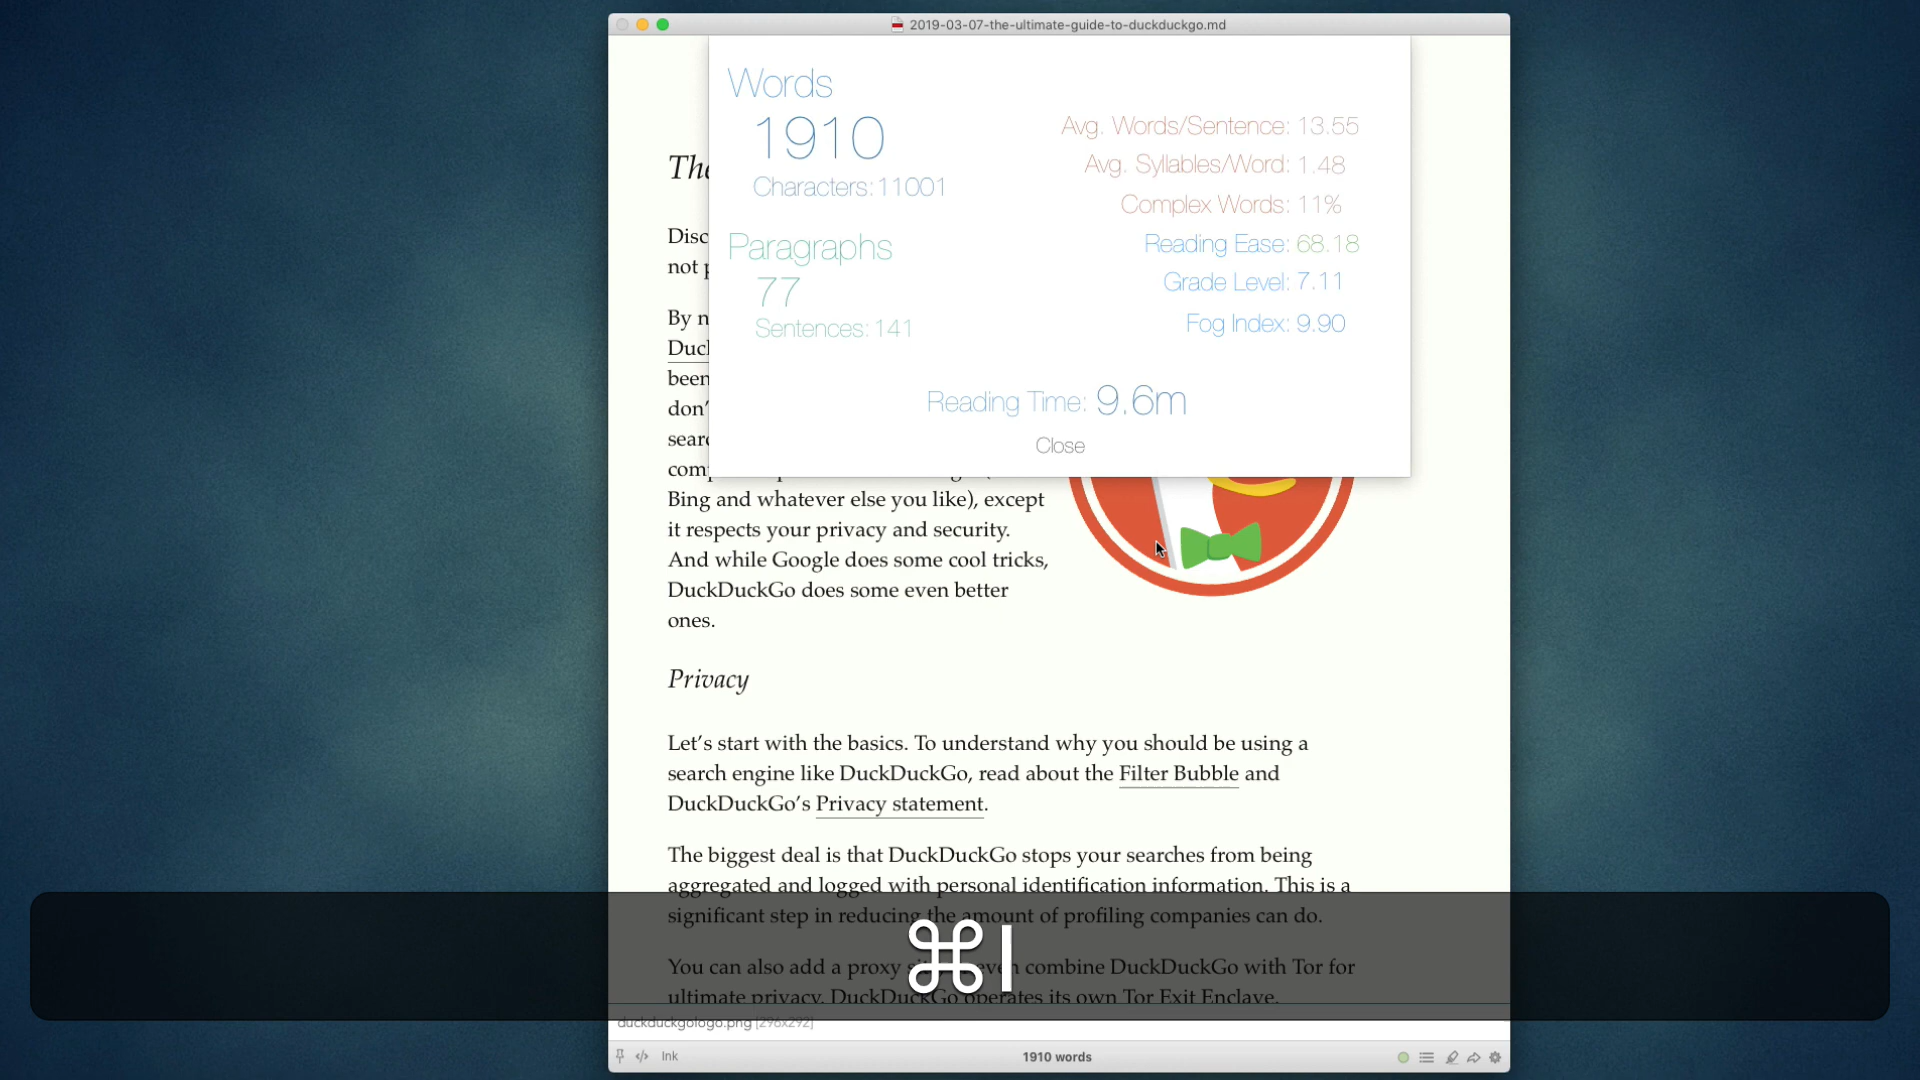 2019-03-07-the-ultimate-guide-to-duckduckgo.md
Words
1910
Characters: 11001
Paragraphs
77
Sentences: 141
Avg. Words/Sentence: 13.55
Avg. Syllables/Word: 1.48
Complex Words: 11%
Reading Ease: 68.18
Grade Level: 7.11
Fog Index: 9.90
Reading Time: 9.6m
Close
The
not
By
been
don't
Bing and whatever else you like), except
it respects your privacy and security.
And while Google does some cool tricks,
DuckDuckGo does some even better
ones.
Privacy
Let's start with the basics. To understand why you should be using a
search engine like DuckDuckGo, read about the Filter Bubble and
DuckDuckGo's Privacy statement.
The biggest deal is that DuckDuckGo stops your searches from being
aggregated and logged with personal identification information. This is a
significant step in reducing the amount of profiling companies can do.
You can also add a proxy even combine DuckDuckGo with Tor for
ultimate privacy. DuckDuckGo operates its own Tor Exit Enclave.
⌘I
duckduckgologo.png [296x292]
Ink
1910 words